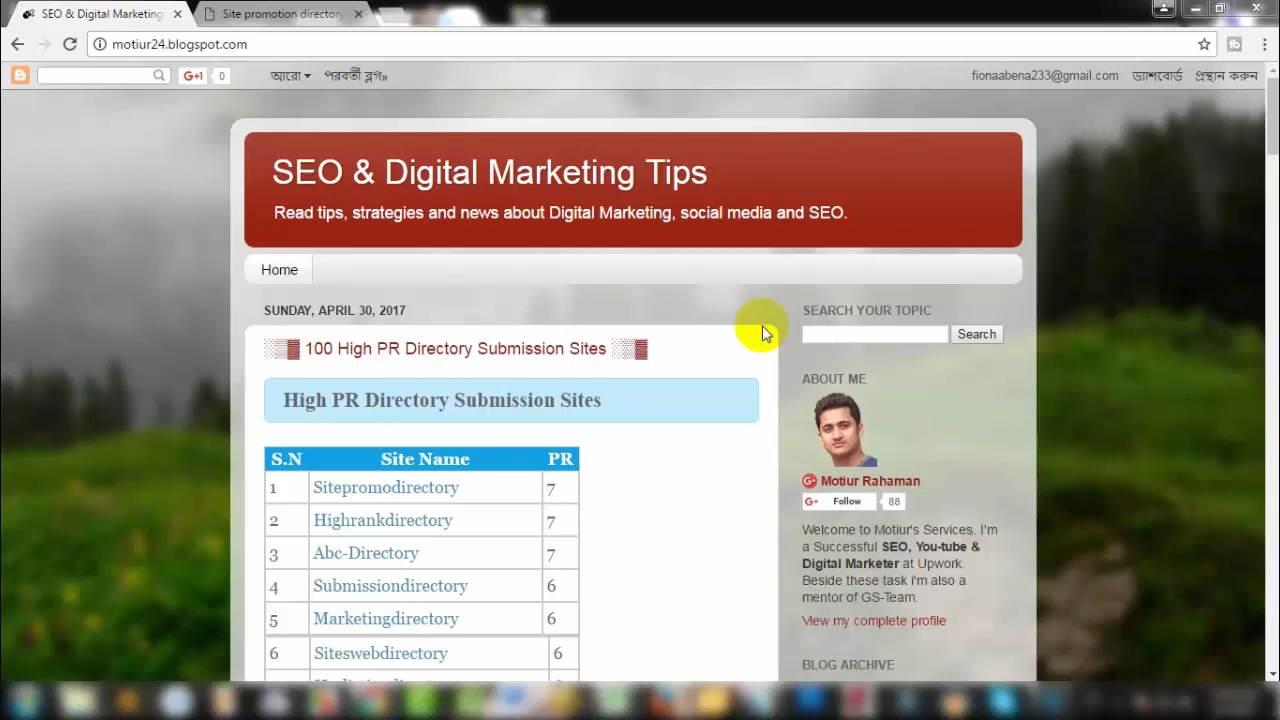 SEO & Digital Marketing
Site promotion directory
motiur24.blogspot.com
G+1 0 আরো পরবর্তী ব্লগ» fionaabena233@gmail.com ড্যাশবোর্ড প্রস্থান করুন
SEO & Digital Marketing Tips
Read tips, strategies and news about Digital Marketing, social media and SEO.
Home
SUNDAY, APRIL 30, 2017
░▒▓ 100 High PR Directory Submission Sites ░▒▓
High PR Directory Submission Sites
S.N Site Name PR
1 Sitepromodirectory 7
2 Highrankdirectory 7
3 Abc-Directory 7
4 Submissiondirectory 6
5 Marketingdirectory 6
6 Siteswebdirectory 6
SEARCH YOUR TOPIC
Search
ABOUT ME
G+ Motiur Rahaman
G+ Follow 88
Welcome to Motiur's Services. I'm
a Successful SEO, You-tube &
Digital Marketer at Upwork.
Beside these task i'm also a
mentor of GS-Team.
View my complete profile
BLOG ARCHIVE